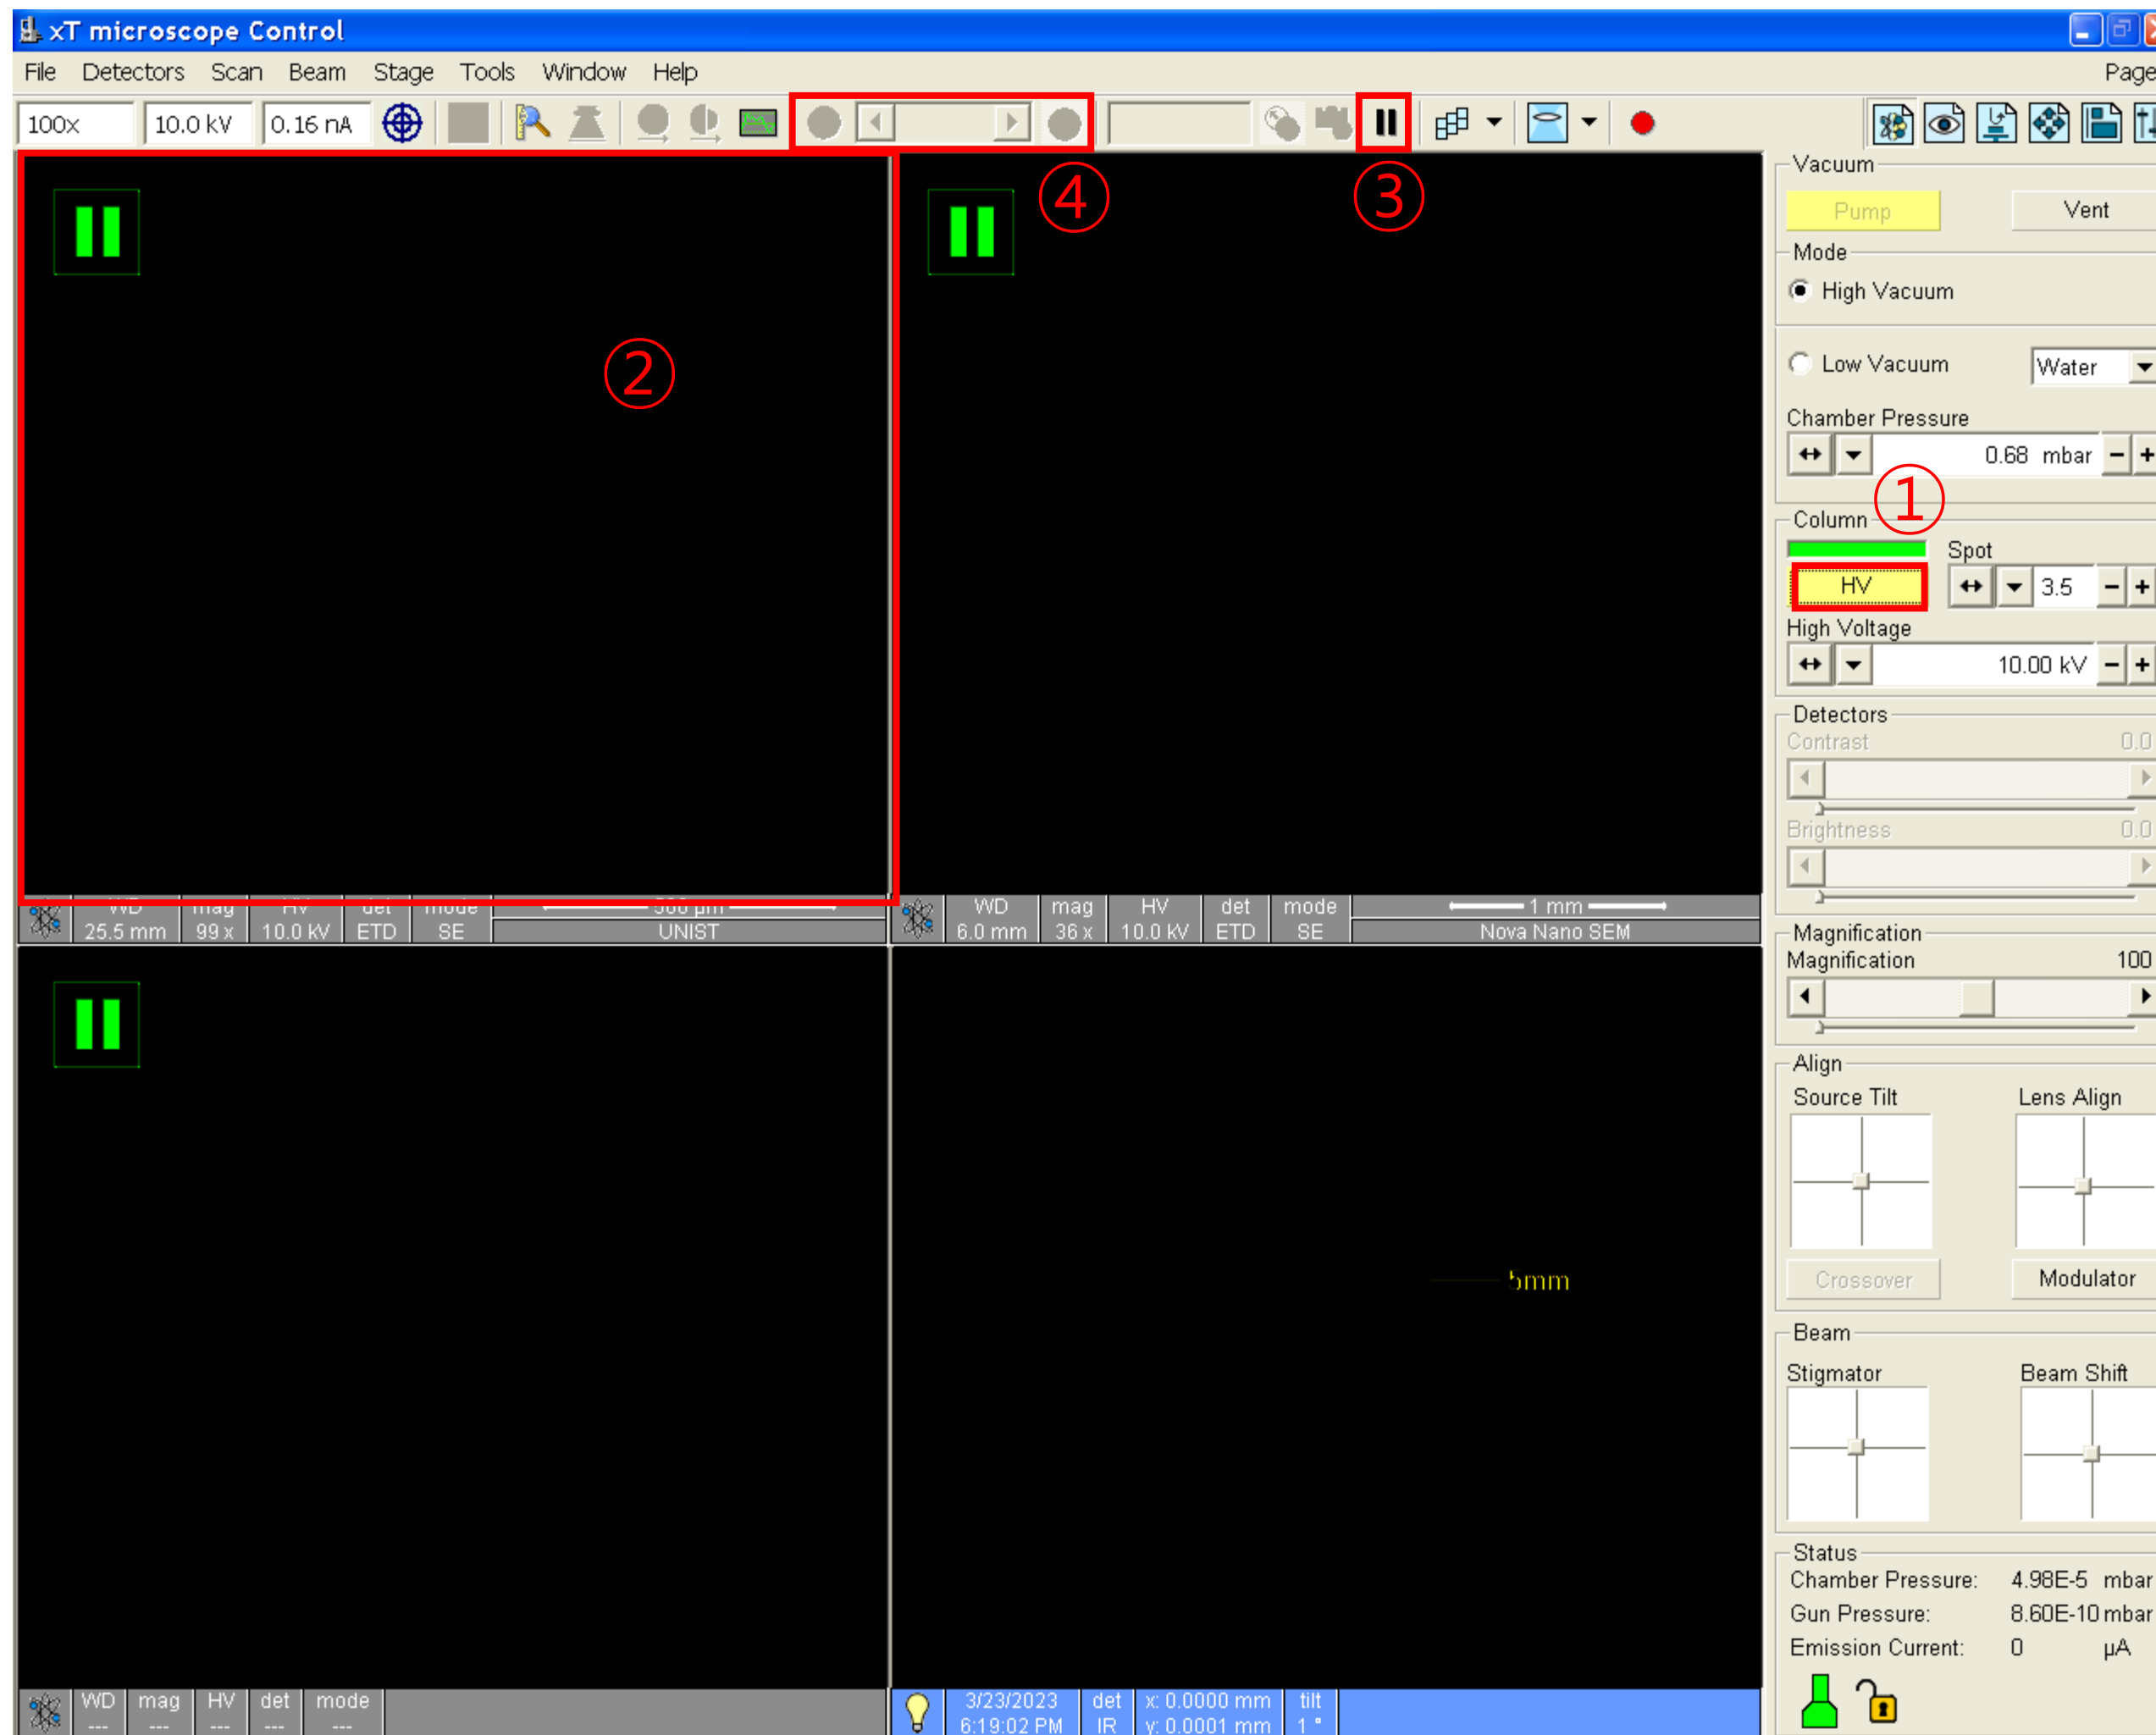 xT microscope Control
File Detectors Scan Beam Stage Tools Window Help Page
100x 10.0 kV 0.16 nA
④ ③
②
WD mag HV det mode 500 µm
25.5 mm 99 x 10.0 kV ETD SE UNIST
WD mag HV det mode 1 mm
6.0 mm 36 x 10.0 kV ETD SE Nova Nano SEM
5mm
WD mag HV det mode
--- --- --- --- ---
3/23/2023 det x: 0.0000 mm tilt
6:19:02 PM IR y: 0.0001 mm 1 °
Vacuum
Pump Vent
Mode
High Vacuum
Low Vacuum Water
Chamber Pressure
0.68 mbar
①
Column
Spot
HV 3.5
High Voltage
10.00 kV
Detectors
Contrast 0.0
Brightness 0.0
Magnification
Magnification 100
Align
Source Tilt Lens Align
Crossover Modulator
Beam
Stigmator Beam Shift
Status
Chamber Pressure: 4.98E-5 mbar
Gun Pressure: 8.60E-10 mbar
Emission Current: 0 µA